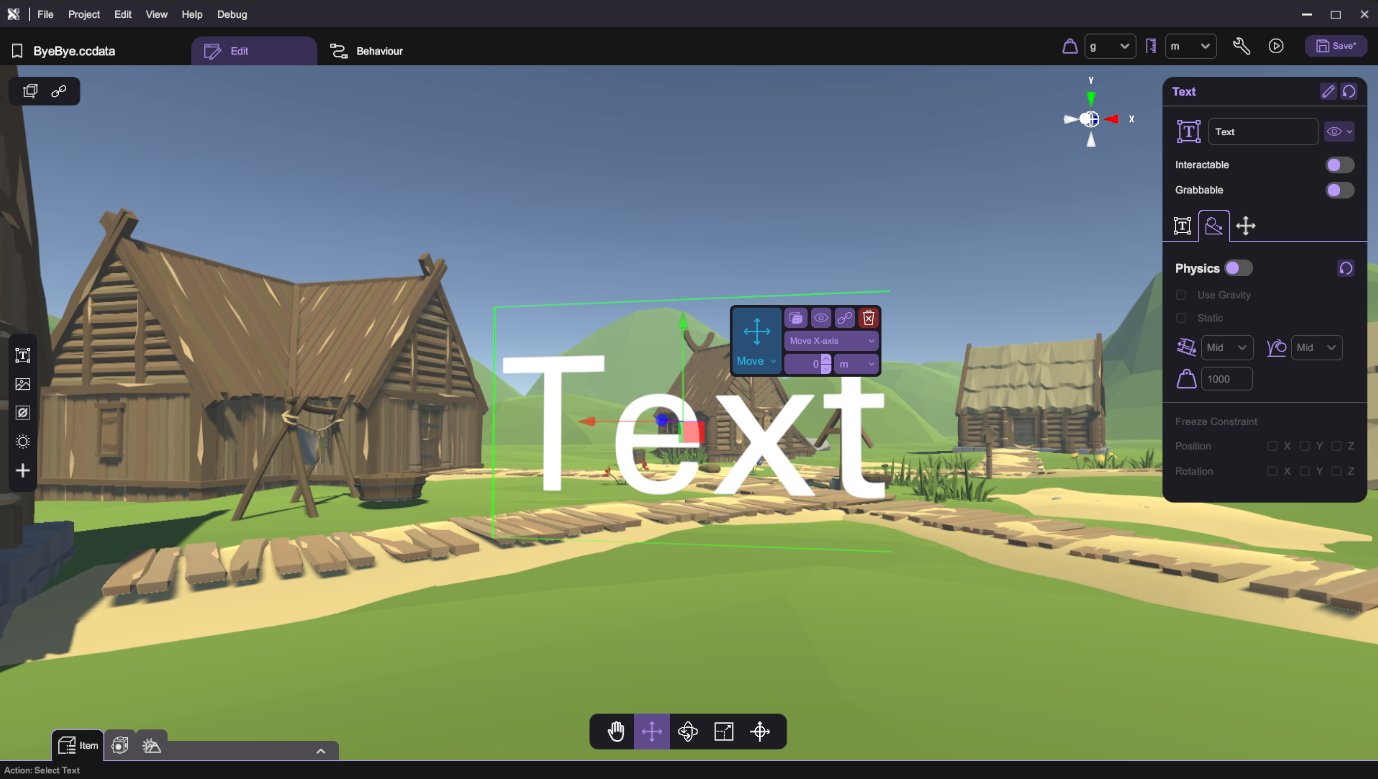 File Project Edit View Help Debug
ByeBye.ccdata
Edit
Behaviour
g
m
Save*
Y
X
Text
T
Text
Interactable
Grabbable
T
Physics
Use Gravity
Static
Mid
Mid
1000
Freeze Constraint
Position X Y Z
Rotation X Y Z
Move
Move X-axis
0
m
Text
T
Item
Action: Select Text